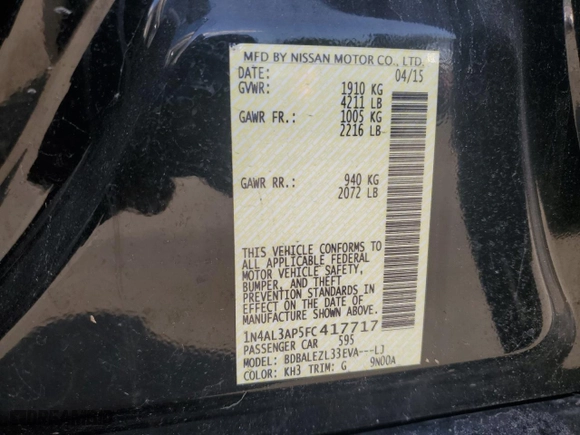 MFD BY NISSAN MOTOR CO., LTD.
DATE: 04/15
GVWR: 1910 KG
4211 LB
GAWR FR.: 1005 KG
2216 LB
GAWR RR.: 940 KG
2072 LB
THIS VEHICLE CONFORMS TO
ALL APPLICABLE FEDERAL
MOTOR VEHICLE SAFETY,
BUMPER, AND THEFT
PREVENTION STANDARDS IN
EFFECT ON THE DATE OF
MANUFACTURE SHOWN ABOVE.
1N4AL3AP5FC417717
PASSENGER CAR 595
MODEL: BDBALEZL33EVA---LJ
COLOR: KH3 TRIM: G 9N00A